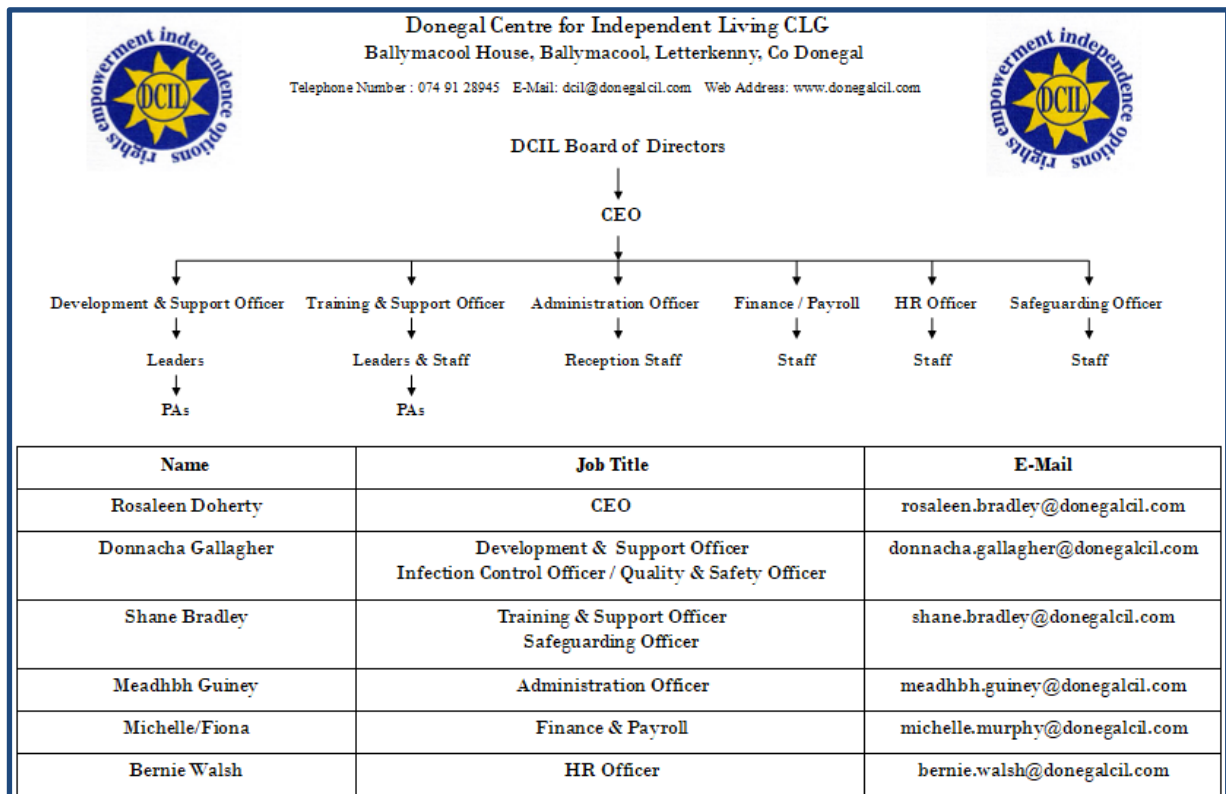 Donegal Centre for Independent Living CLG
Ballymacool House, Ballymacool, Letterkenny, Co Donegal
Telephone Number : 074 91 28945 E-Mail: dcil@donegalcil.com Web Address: www.donegalcil.com
rights empowerment independence options
DCIL
rights empowerment independence options
DCIL
DCIL Board of Directors
CEO
Development & Support Officer Training & Support Officer Administration Officer Finance / Payroll HR Officer Safeguarding Officer
Leaders Leaders & Staff Reception Staff Staff Staff Staff
PAs PAs
Name Job Title E-Mail
Rosaleen Doherty CEO rosaleen.bradley@donegalcil.com
Donnacha Gallagher Development & Support Officer donnacha.gallagher@donegalcil.com
Infection Control Officer / Quality & Safety Officer
Shane Bradley Training & Support Officer shane.bradley@donegalcil.com
Safeguarding Officer
Meadhbh Guiney Administration Officer meadhbh.guiney@donegalcil.com
Michelle/Fiona Finance & Payroll michelle.murphy@donegalcil.com
Bernie Walsh HR Officer bernie.walsh@donegalcil.com